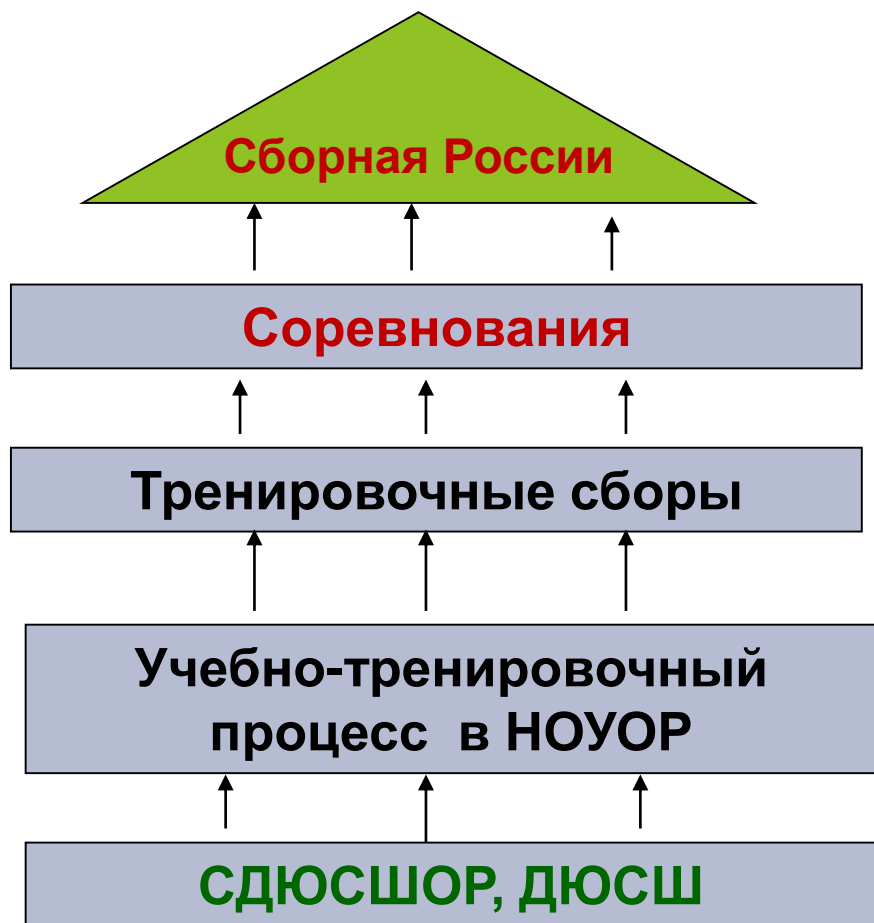 Сборная России
Соревнования
Тренировочные сборы
Учебно-тренировочный
процесс в НОУОР
СДЮСШОР, ДЮСШ